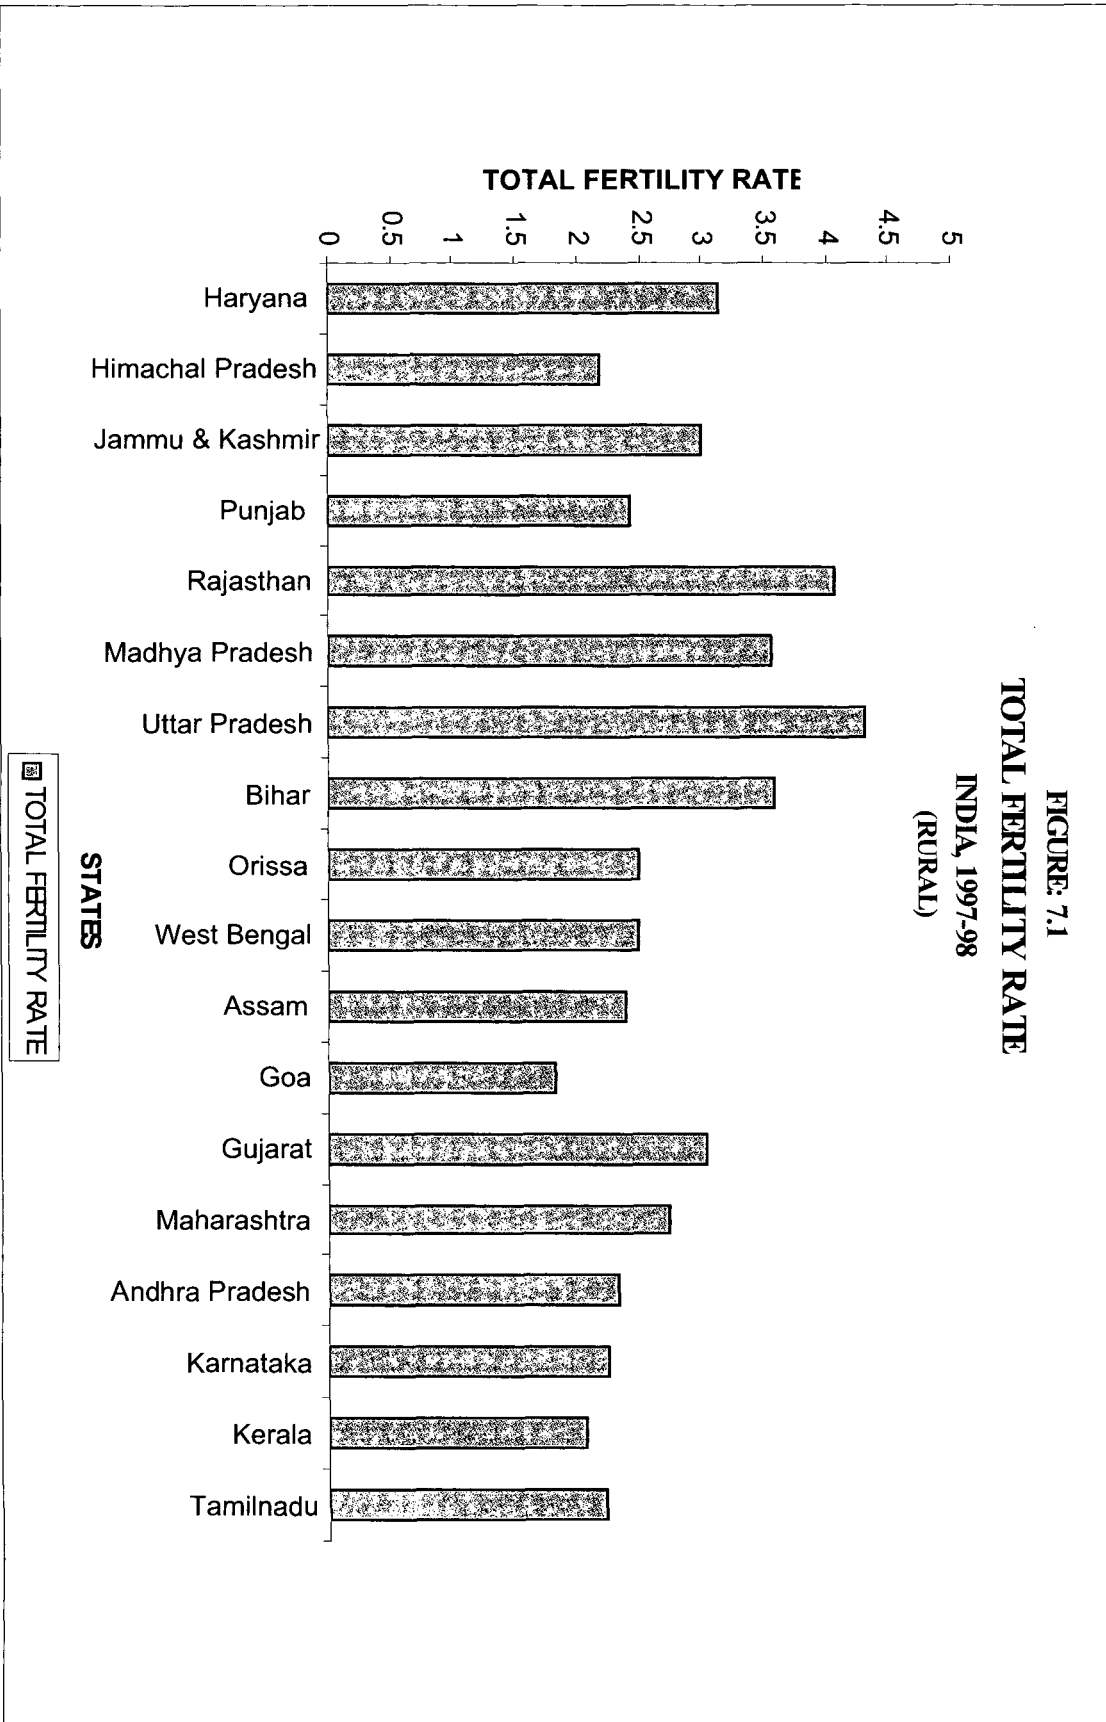 FIGURE: 7.1
TOTAL FERTILITY RATE
INDIA, 1997-98
(RURAL)
TOTAL FERTILITY RATE
5
4.5
4
3.5
3
2.5
2
1.5
1
0.5
0
Haryana
Himachal Pradesh
Jammu & Kashmir
Punjab
Rajasthan
Madhya Pradesh
Uttar Pradesh
Bihar
Orissa
West Bengal
Assam
Goa
Gujarat
Maharashtra
Andhra Pradesh
Karnataka
Kerala
Tamilnadu
STATES
TOTAL FERTILITY RATE